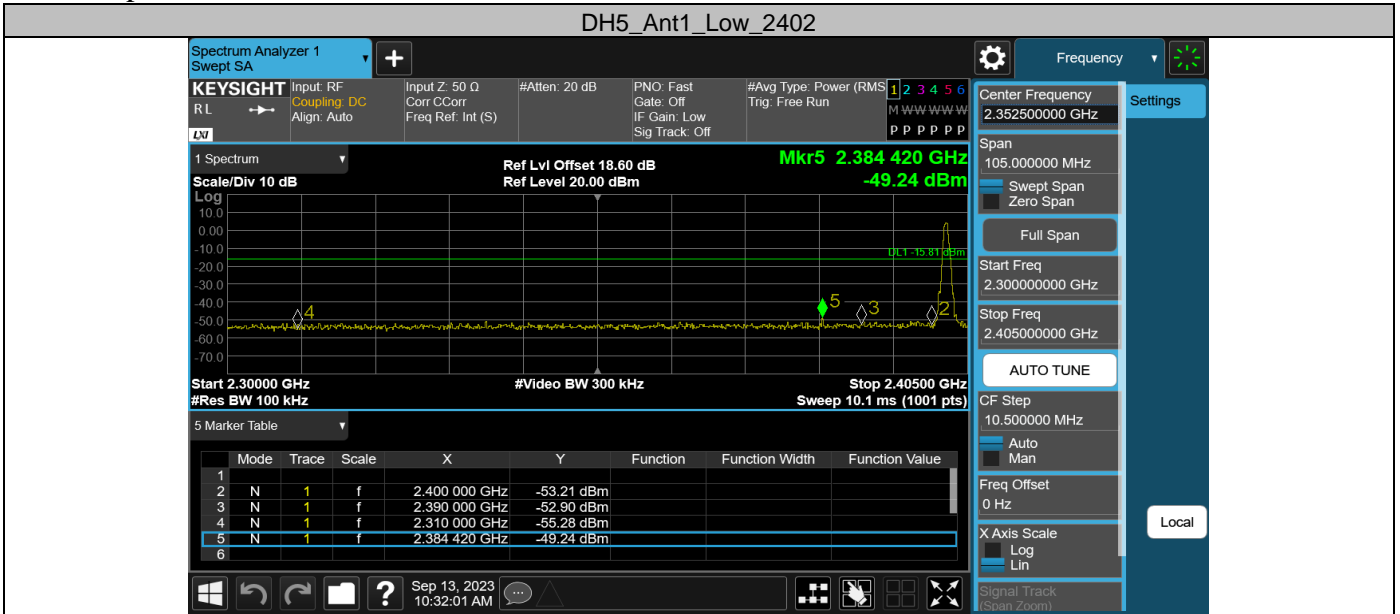 DH5_Ant1_Low_2402
Spectrum Analyzer 1
Swept SA
Frequency
KEYSIGHT
RL
LXI
Input: RF
Coupling: DC
Align: Auto
Input Z: 50 Ω
Corr CCorr
Freq Ref: Int (S)
#Atten: 20 dB
PNO: Fast
Gate: Off
IF Gain: Low
Sig Track: Off
#Avg Type: Power (RMS
Trig: Free Run
1 2 3 4 5 6
M W W W W W
P P P P P P
1 Spectrum
Scale/Div 10 dB
Ref Lvl Offset 18.60 dB
Ref Level 20.00 dBm
Mkr5 2.384 420 GHz
-49.24 dBm
Log
10.0
0.00
-10.0
DL1 -15.81 dBm
-20.0
-30.0
-40.0
-50.0
-60.0
-70.0
4
5
3
2
Start 2.30000 GHz
#Video BW 300 kHz
Stop 2.40500 GHz
#Res BW 100 kHz
Sweep 10.1 ms (1001 pts)
5 Marker Table
Mode Trace Scale X Y Function Function Width Function Value
1
2 N 1 f 2.400 000 GHz -53.21 dBm
3 N 1 f 2.390 000 GHz -52.90 dBm
4 N 1 f 2.310 000 GHz -55.28 dBm
5 N 1 f 2.384 420 GHz -49.24 dBm
6
?
Sep 13, 2023
10:32:01 AM
Center Frequency
2.352500000 GHz
Settings
Span
105.000000 MHz
Swept Span
Zero Span
Full Span
Start Freq
2.300000000 GHz
Stop Freq
2.405000000 GHz
AUTO TUNE
CF Step
10.500000 MHz
Auto
Man
Freq Offset
0 Hz
X Axis Scale
Log
Lin
Signal Track
(Span Zoom)
Local